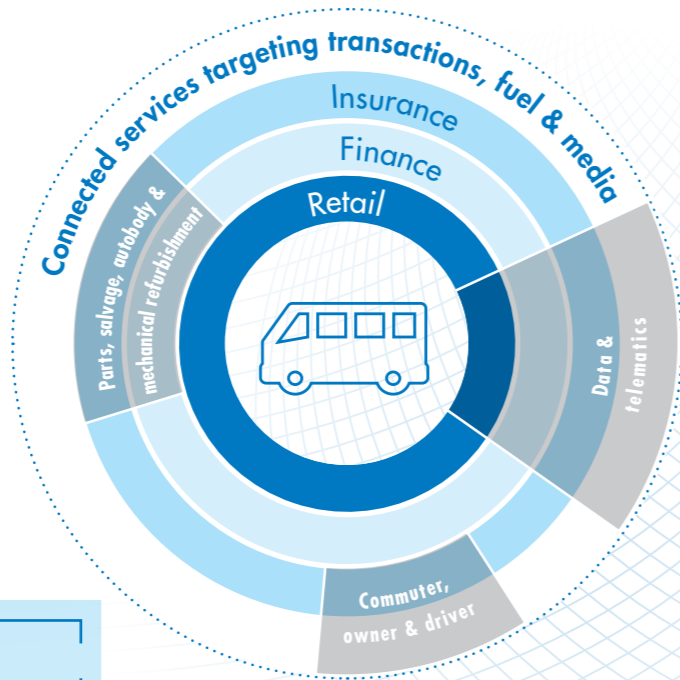 Connected services targeting transactions, fuel & media
Insurance
Finance
Retail
Parts, salvage, autobody &
mechanical refurbishment
Data &
telematics
Commuter,
owner & driver